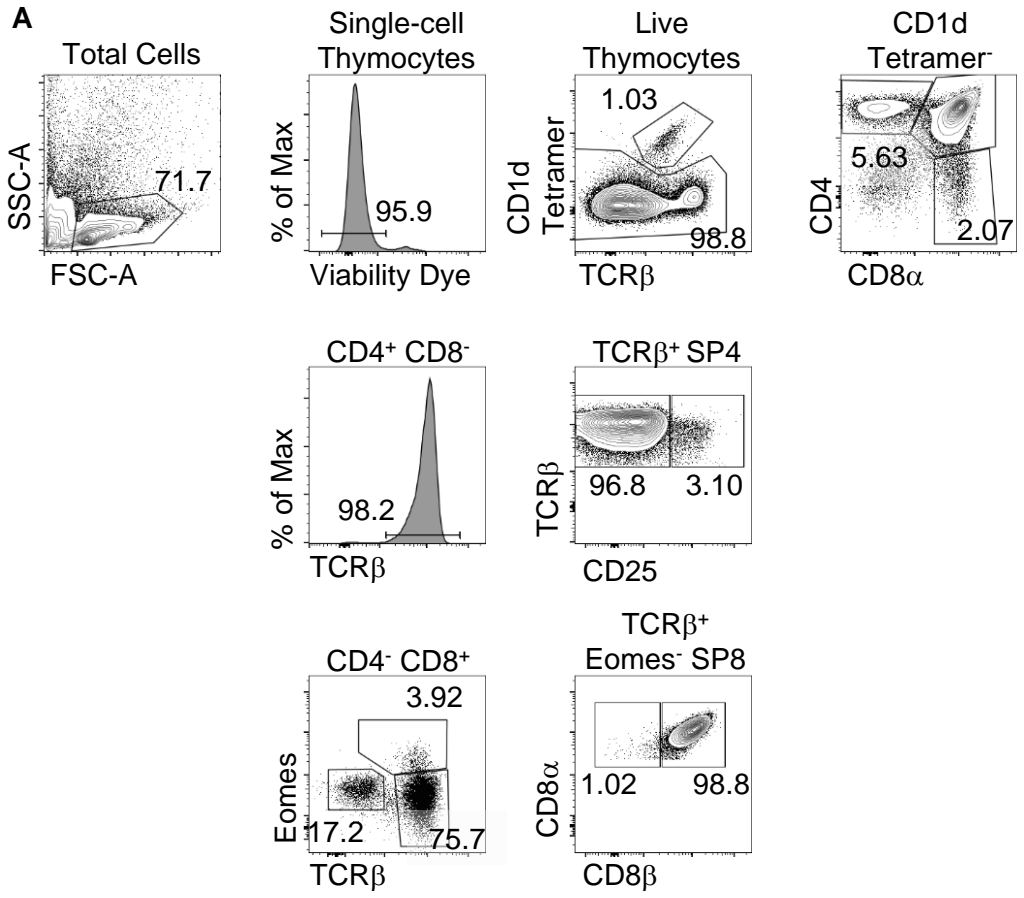 A
Total Cells
71.7
SSC-A
FSC-A
Single-cell
Thymocytes
95.9
% of Max
Viability Dye
Live
Thymocytes
1.03
98.8
CD1d
Tetramer
TCRβ
CD1d
Tetramer⁻
5.63
2.07
CD4
CD8α
CD4⁺ CD8⁻
98.2
% of Max
TCRβ
TCRβ⁺ SP4
96.8
3.10
TCRβ
CD25
CD4⁻ CD8⁺
3.92
17.2
75.7
Eomes
TCRβ
TCRβ⁺
Eomes⁻ SP8
1.02
98.8
CD8α
CD8β